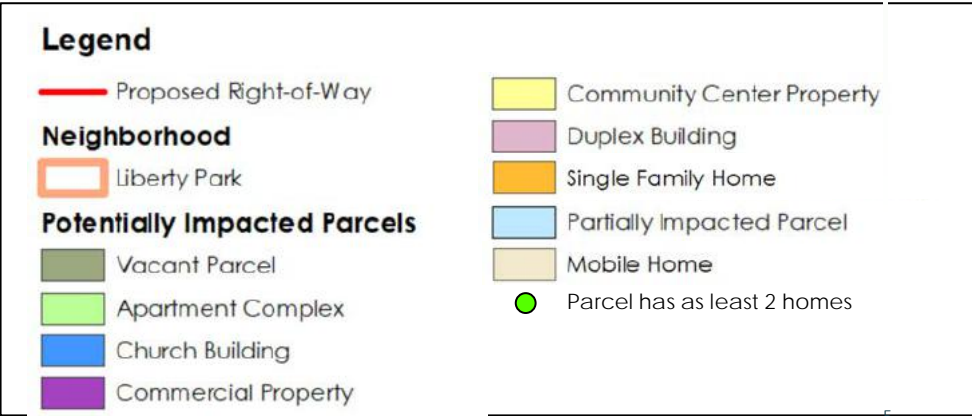 Legend
Proposed Right-of-Way
Neighborhood
Liberty Park
Potentially Impacted Parcels
Vacant Parcel
Apartment Complex
Church Building
Commercial Property
Community Center Property
Duplex Building
Single Family Home
Partially Impacted Parcel
Mobile Home
Parcel has as least 2 homes